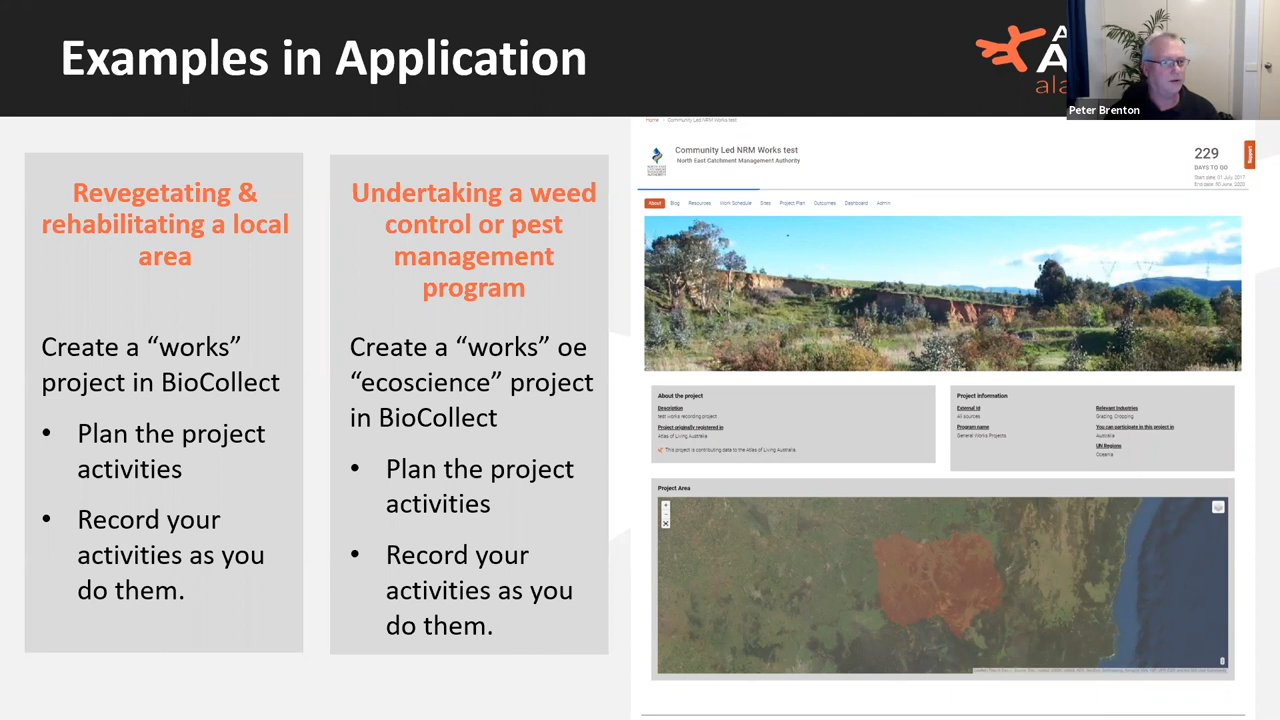 Examples in Application
ala
Peter Brenton
Revegetating &
rehabilitating a local
area
Create a “works”
project in BioCollect
• Plan the project
activities
• Record your
activities as you
do them.
Undertaking a weed
control or pest
management
program
Create a “works” oe
“ecoscience” project
in BioCollect
• Plan the project
activities
• Record your
activities as you
do them.
Home / Community Led NRM Works test
Community Led NRM Works test
North East Catchment Management Authority
229
DAYS TO GO
Start date: 01 July, 2017
End date: 30 June, 2020
Support
About Blog Resources Work Schedule Sites Project Plan Outcomes Dashboard Admin
About the project
Description
test works recording project
Project originally registered in
Atlas of Living Australia
This project is contributing data to the Atlas of Living Australia
Project information
External Id
All sources
Program name
General Works Projects
Relevant Industries
Grazing, Cropping
You can participate in this project in
Australia
UN Regions
Oceania
Project Area